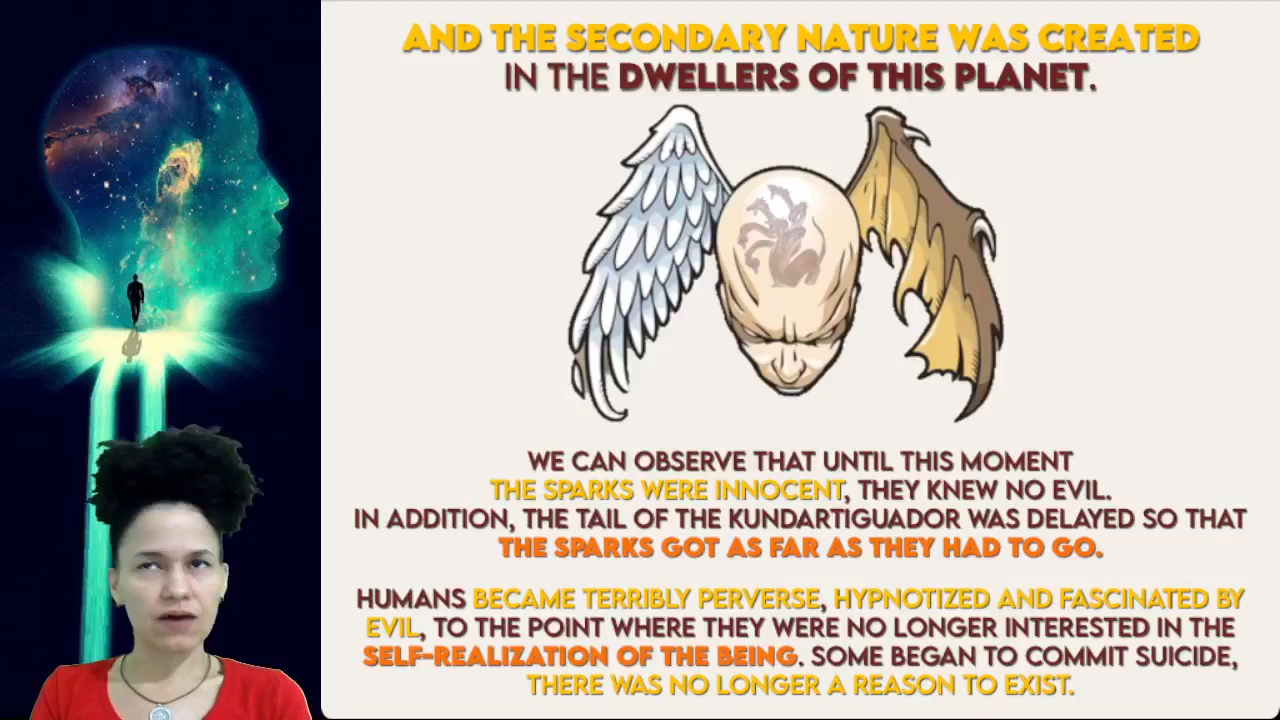 AND THE SECONDARY NATURE WAS CREATED
IN THE DWELLERS OF THIS PLANET.
WE CAN OBSERVE THAT UNTIL THIS MOMENT
THE SPARKS WERE INNOCENT, THEY KNEW NO EVIL.
IN ADDITION, THE TAIL OF THE KUNDARTIGUADOR WAS DELAYED SO THAT
THE SPARKS GOT AS FAR AS THEY HAD TO GO.
HUMANS BECAME TERRIBLY PERVERSE, HYPNOTIZED AND FASCINATED BY
EVIL, TO THE POINT WHERE THEY WERE NO LONGER INTERESTED IN THE
SELF-REALIZATION OF THE BEING. SOME BEGAN TO COMMIT SUICIDE,
THERE WAS NO LONGER A REASON TO EXIST.